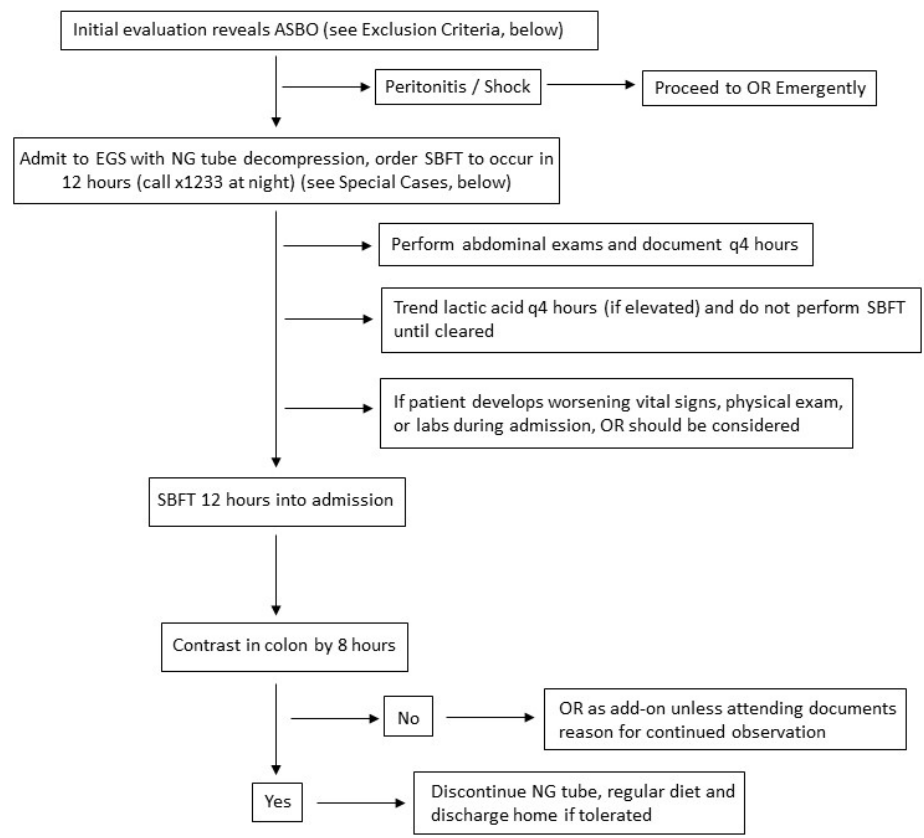 Initial evaluation reveals ASBO (see Exclusion Criteria, below)
Peritonitis / Shock
Proceed to OR Emergently
Admit to EGS with NG tube decompression, order SBFT to occur in
12 hours (call x1233 at night) (see Special Cases, below)
Perform abdominal exams and document q4 hours
Trend lactic acid q4 hours (if elevated) and do not perform SBFT
until cleared
If patient develops worsening vital signs, physical exam,
or labs during admission, OR should be considered
SBFT 12 hours into admission
Contrast in colon by 8 hours
No
OR as add-on unless attending documents
reason for continued observation
Yes
Discontinue NG tube, regular diet and
discharge home if tolerated